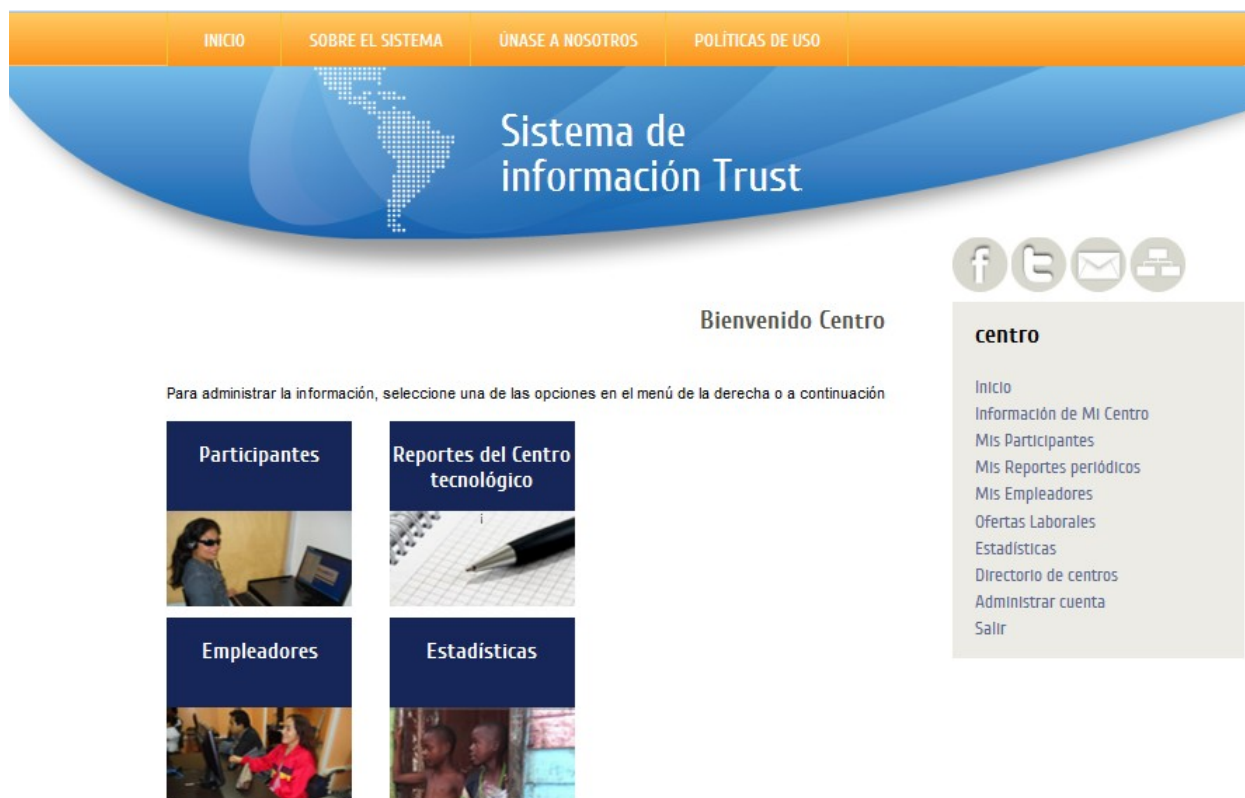 INICIO
SOBRE EL SISTEMA
ÚNASE A NOSOTROS
POLÍTICAS DE USO
Sistema de
información Trust
Bienvenido Centro
Para administrar la información, seleccione una de las opciones en el menú de la derecha o a continuación
Participantes
Reportes del Centro
tecnológico
Empleadores
Estadísticas
centro
Inicio
Información de Mi Centro
Mis Participantes
Mis Reportes periódicos
Mis Empleadores
Ofertas Laborales
Estadísticas
Directorio de centros
Administrar cuenta
Salir